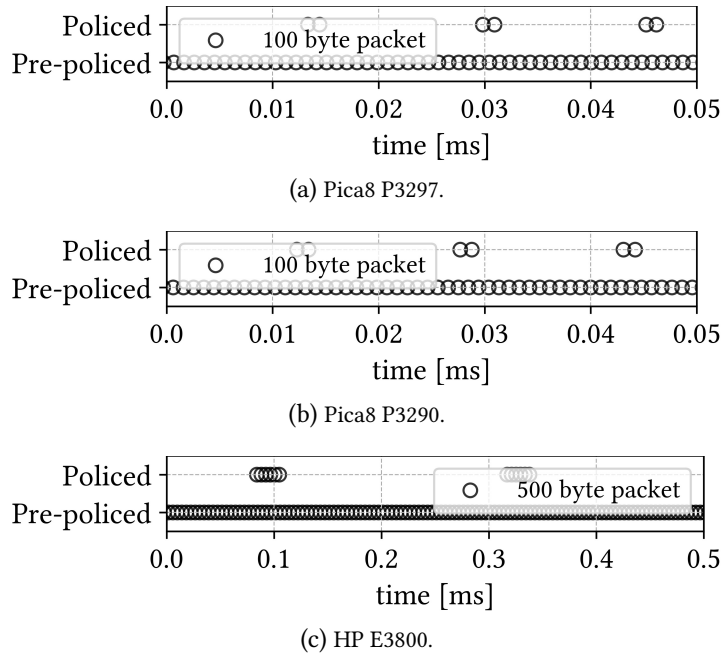 Policed
100 byte packet
Pre-policed
0.0 0.01 0.02 0.03 0.04 0.05
time [ms]
(a) Pica8 P3297.
Policed
100 byte packet
Pre-policed
0.0 0.01 0.02 0.03 0.04 0.05
time [ms]
(b) Pica8 P3290.
Policed
500 byte packet
Pre-policed
0.0 0.1 0.2 0.3 0.4 0.5
time [ms]
(c) HP E3800.